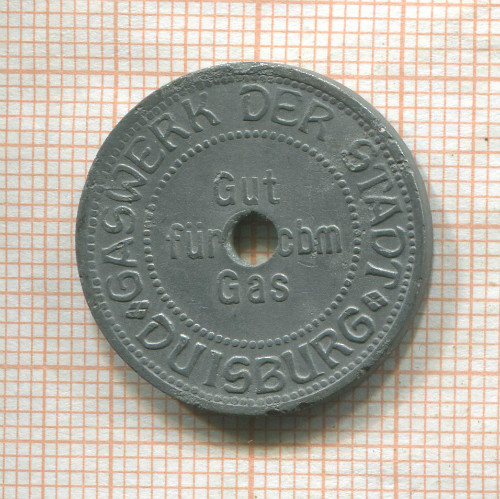 GASWERK DER STADT
DUISBURG
Gut
für cbm
Gas